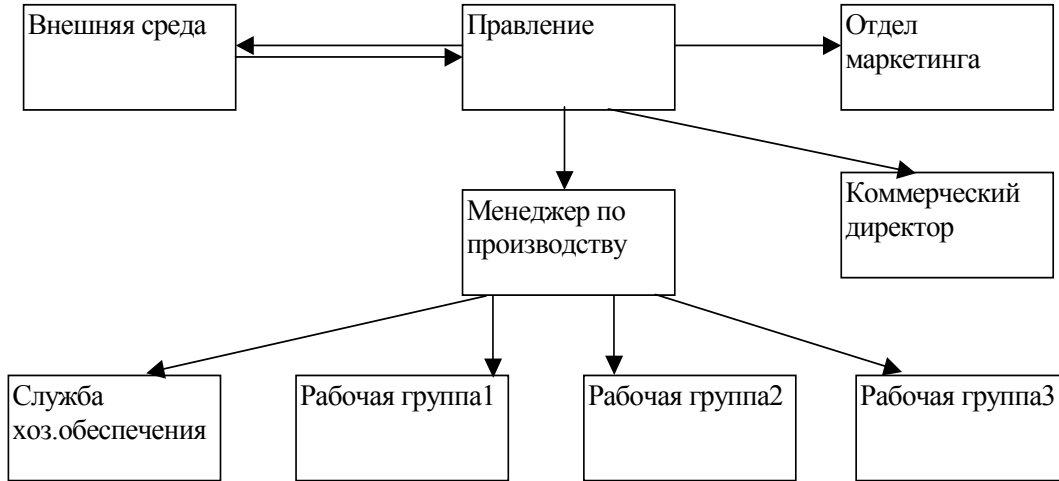 Внешняя среда
Правление
Отдел
маркетинга
Коммерческий
директор
Менеджер по
производству
Служба
хоз.обеспечения
Рабочая группа1
Рабочая группа2
Рабочая группа3